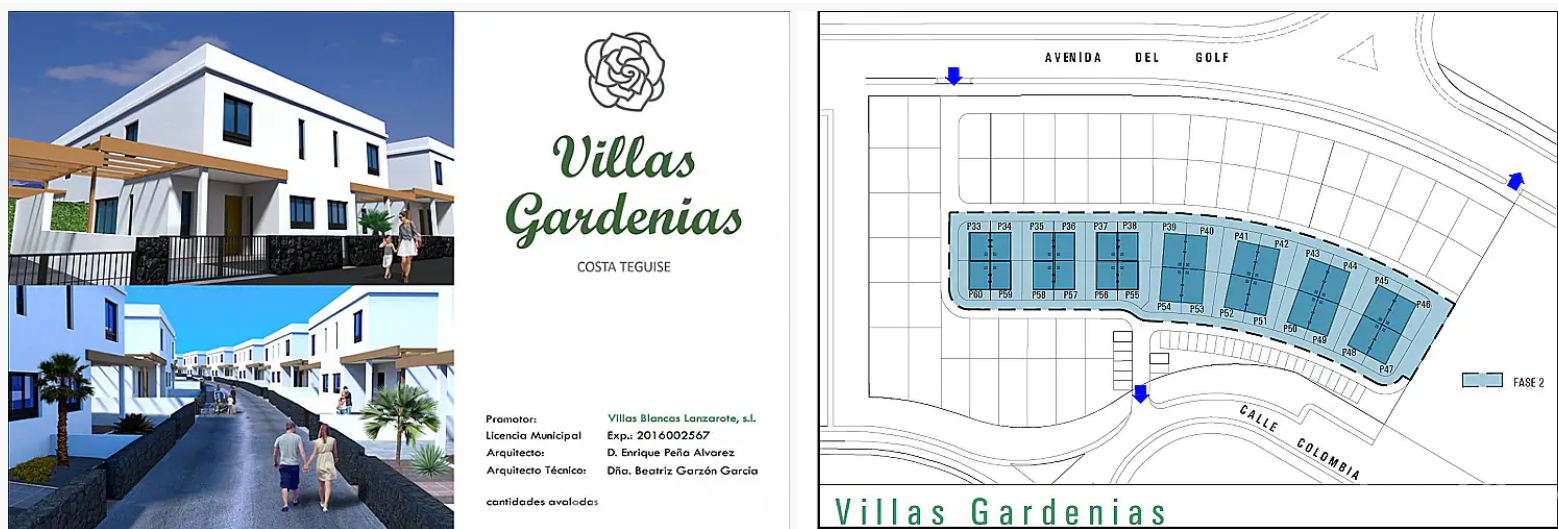 Villas
Gardenias
COSTA TEGUISE
Promotor: Villas Blancas Lanzarote, s.l.
Licencia Municipal Exp.: 2016002567
Arquitecto: D. Enrique Peña Alvarez
Arquitecto Técnico: Dña. Beatriz Garzón García
cantidades avaladas
AVENIDA DEL GOLF
P33 P34 P35 P36 P37 P38 P39 P40 P41 P42 P43 P44 P45 P46
P60 P59 P58 P57 P56 P55 P54 P53 P52 P51 P50 P49 P48 P47
FASE 2
CALLE COLOMBIA
Villas Gardenias